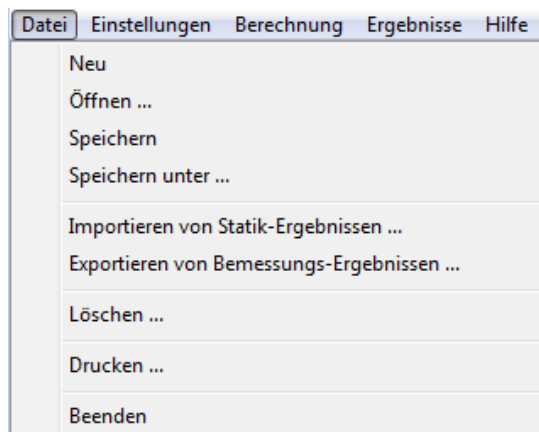 Datei Einstellungen Berechnung Ergebnisse Hilfe
Neu
Öffnen ...
Speichern
Speichern unter ...
Importieren von Statik-Ergebnissen ...
Exportieren von Bemessungs-Ergebnissen ...
Löschen ...
Drucken ...
Beenden